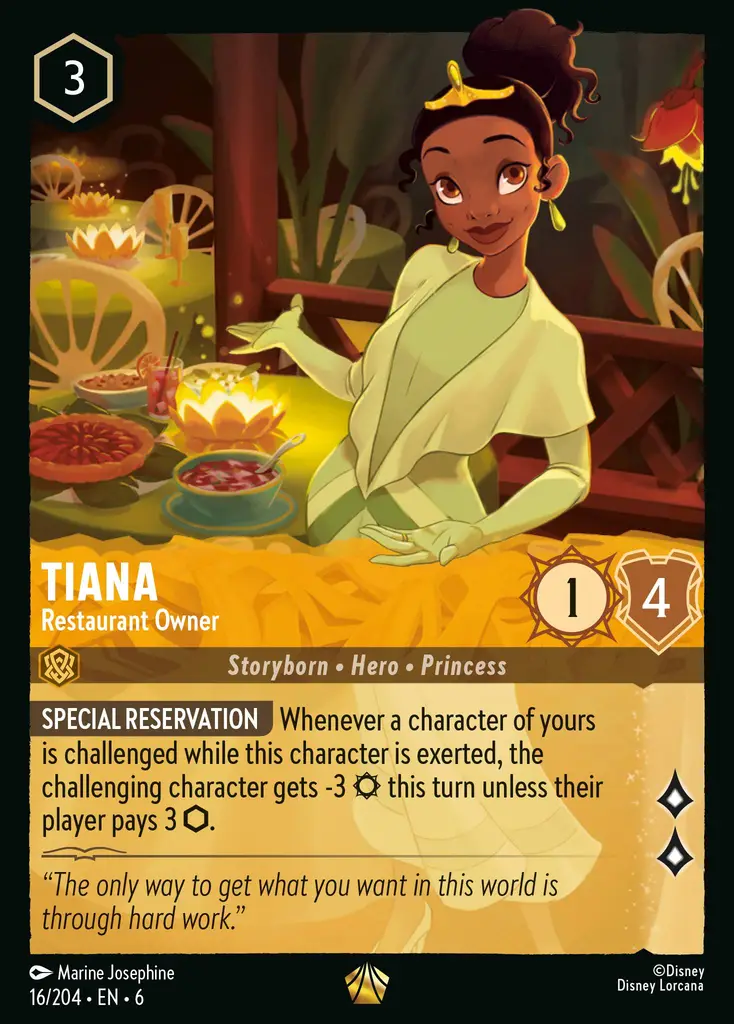 3
TIANA
Restaurant Owner
1
4
Storyborn • Hero • Princess
SPECIAL RESERVATION Whenever a character of yours
is challenged while this character is exerted, the
challenging character gets -3 this turn unless their
player pays 3 .
“The only way to get what you want in this world is
through hard work.”
Marine Josephine
16/204 • EN • 6
©Disney
Disney Lorcana